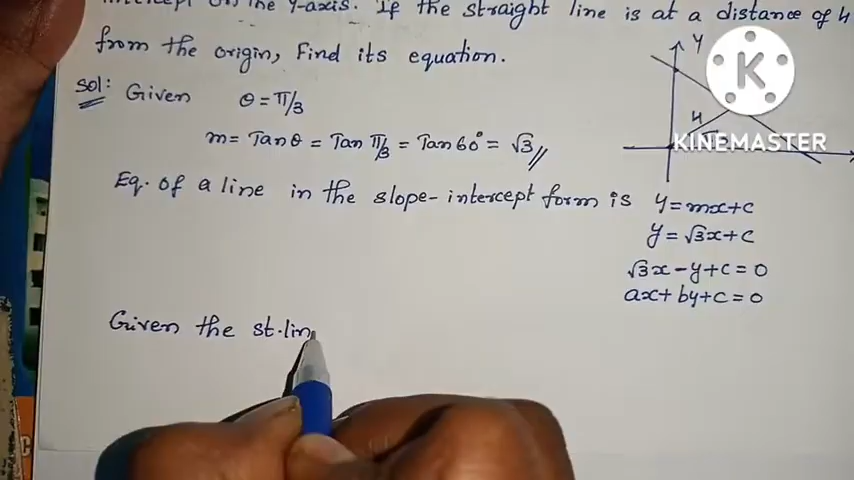 intercept on the Y-axis. If the straight line is at a distance of 4
from the origin, Find its equation.
Sol: Given θ = π/3
m = Tanθ = Tan π/3 = Tan 60° = √3 //
Eq. of a line in the slope-intercept form is y = mx+c
y = √3x+c
√3x-y+c = 0
ax+by+c = 0
Given the st.lin
Y
4
K
KINEMASTER